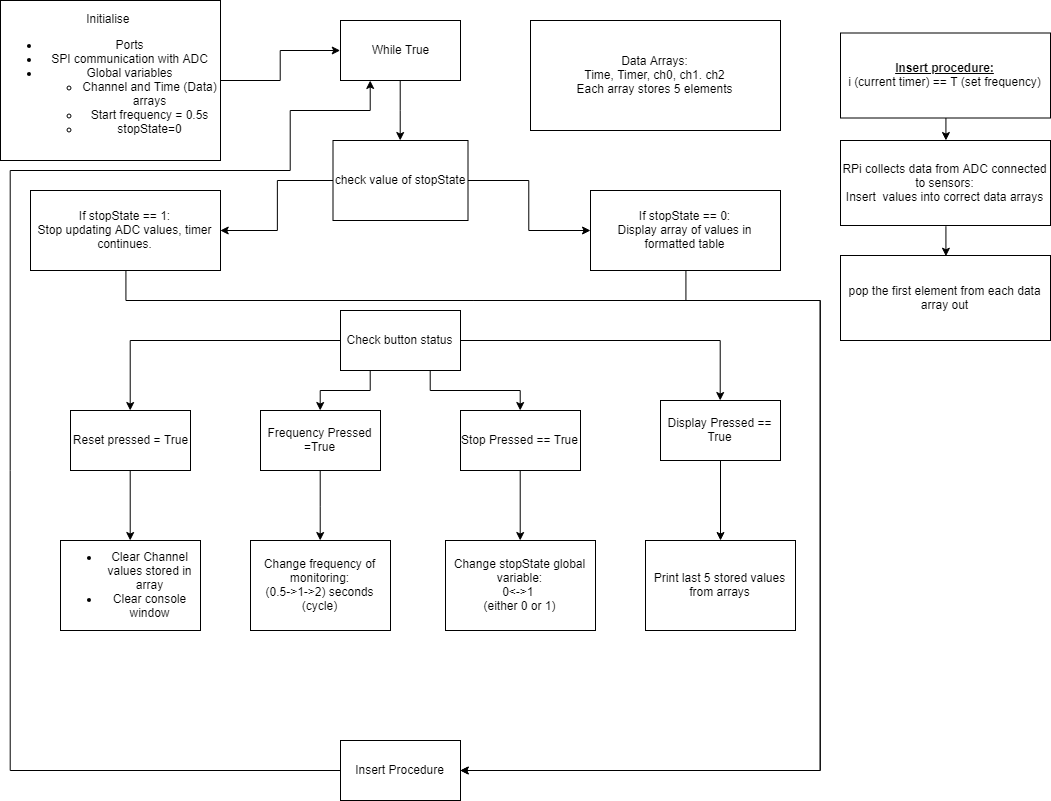 Initialise
Ports
SPI communication with ADC
Global variables
Channel and Time (Data)
arrays
Start frequency = 0.5s
stopState=0
While True
Data Arrays:
Time, Timer, ch0, ch1. ch2
Each array stores 5 elements
Insert procedure:
i (current timer) == T (set frequency)
check value of stopState
RPi collects data from ADC connected
to sensors:
Insert values into correct data arrays
If stopState == 1:
Stop updating ADC values, timer
continues.
If stopState == 0:
Display array of values in
formatted table
pop the first element from each data
array out
Check button status
Reset pressed = True
Frequency Pressed
=True
Stop Pressed == True
Display Pressed ==
True
Clear Channel
values stored in
array
Clear console
window
Change frequency of
monitoring:
(0.5->1->2) seconds
(cycle)
Change stopState global
variable:
0<->1
(either 0 or 1)
Print last 5 stored values
from arrays
Insert Procedure